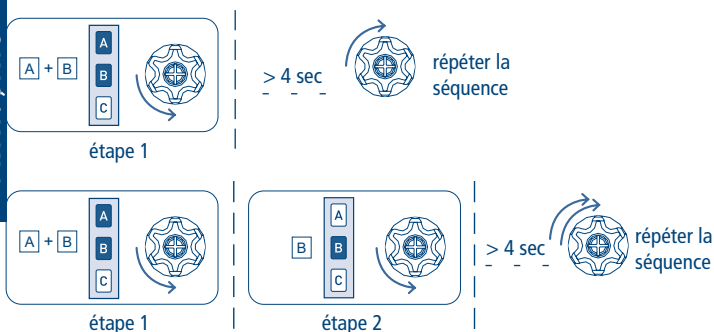 A + B
A
B
C
étape 1
> 4 sec
répéter la
séquence
A + B
A
B
C
étape 1
B
A
B
C
étape 2
> 4 sec
répéter la
séquence